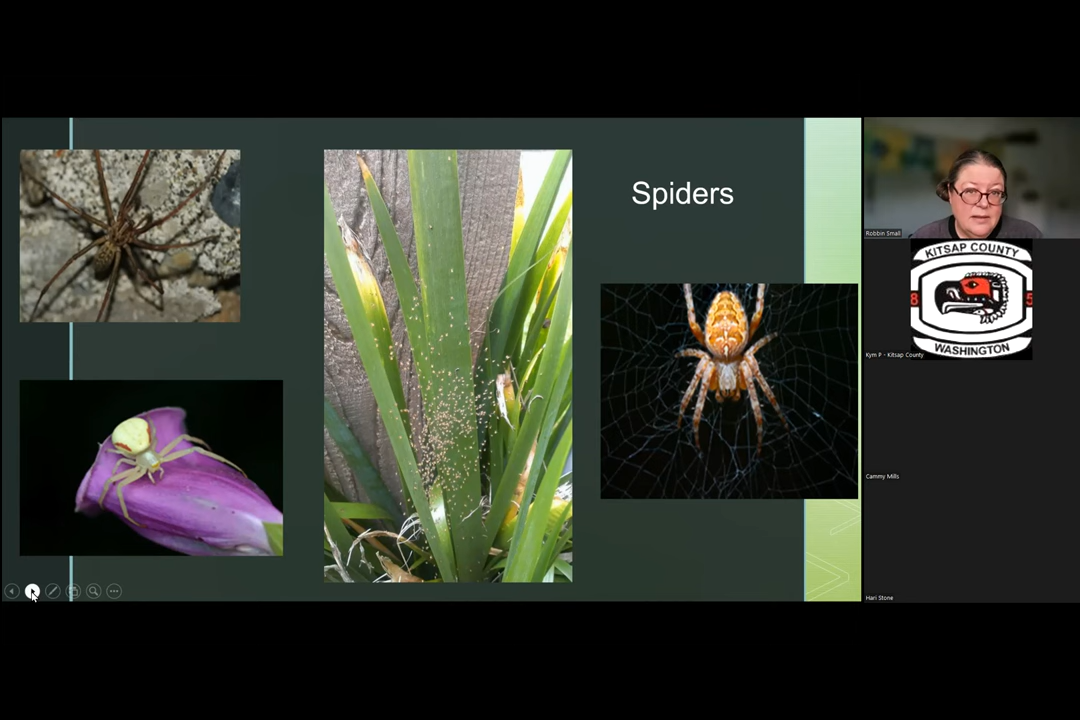 Spiders
Robbin Small
KITSAP COUNTY
8
5
WASHINGTON
Kym P - Kitsap County
Cammy Mills
Hari Stone